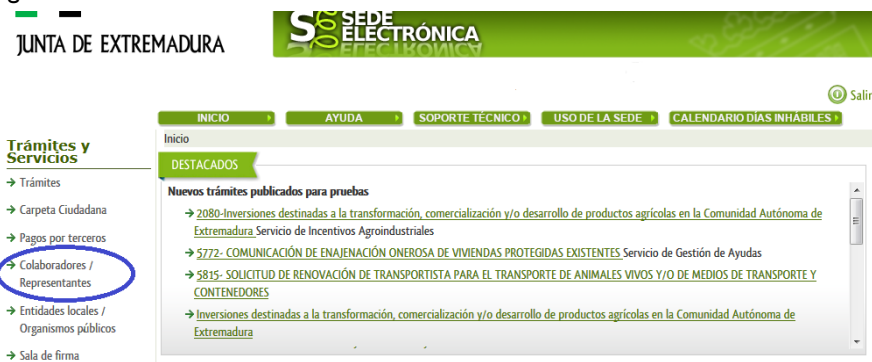 JUNTA DE EXTREMADURA
SEDE
ELECTRÓNICA
Salir
INICIO
AYUDA
SOPORTE TÉCNICO
USO DE LA SEDE
CALENDARIO DÍAS INHÁBILES
Trámites y
Servicios
Trámites
Carpeta Ciudadana
Pagos por terceros
Colaboradores /
Representantes
Entidades locales /
Organismos públicos
Sala de firma
Inicio
DESTACADOS
Nuevos trámites publicados para pruebas
2080-Inversiones destinadas a la transformación, comercialización y/o desarrollo de productos agrícolas en la Comunidad Autónoma de
Extremadura Servicio de Incentivos Agroindustriales
5772- COMUNICACIÓN DE ENAJENACIÓN ONEROSA DE VIVIENDAS PROTEGIDAS EXISTENTES Servicio de Gestión de Ayudas
5815- SOLICITUD DE RENOVACIÓN DE TRANSPORTISTA PARA EL TRANSPORTE DE ANIMALES VIVOS Y/O DE MEDIOS DE TRANSPORTE Y
CONTENEDORES
Inversiones destinadas a la transformación, comercialización y/o desarrollo de productos agrícolas en la Comunidad Autónoma de
Extremadura